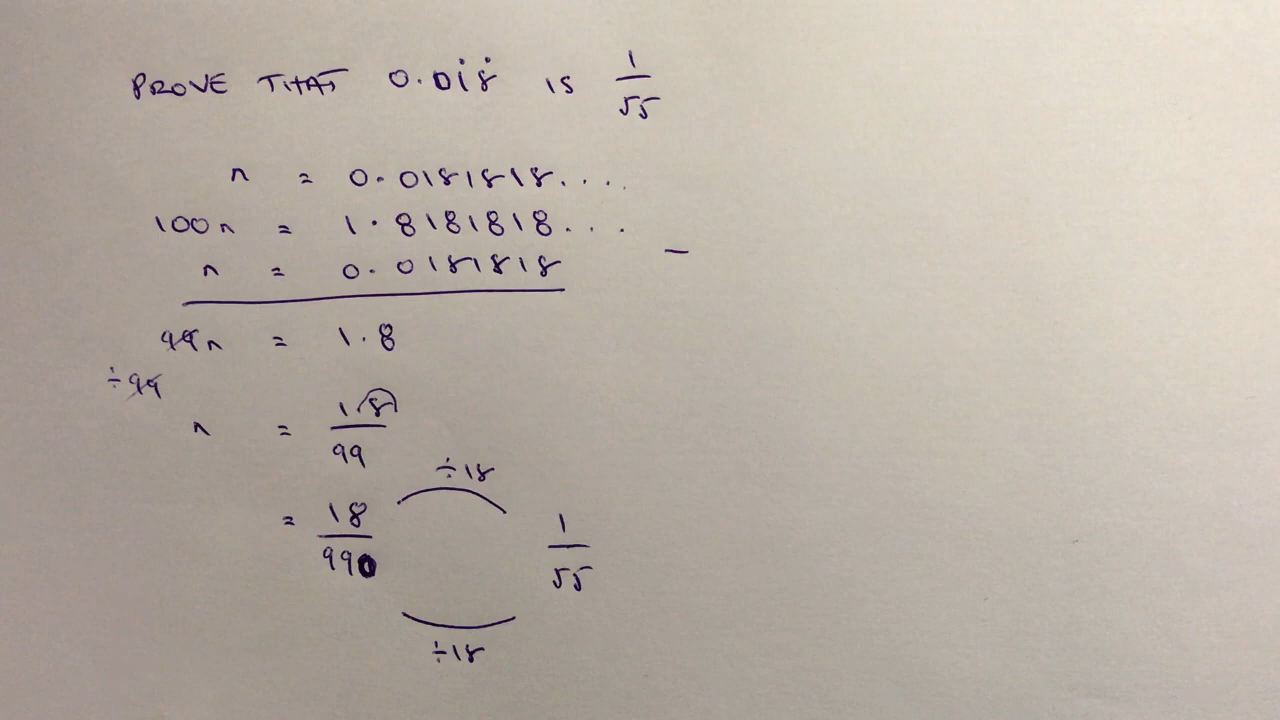 PROVE THAT 0.01̇8̇ IS 1/55
n = 0.0181818....
100n = 1.8181818...
n = 0.0181818 –
99n = 1.8
÷99
n = 1.8/99
÷18
= 18/990 1/55
÷18